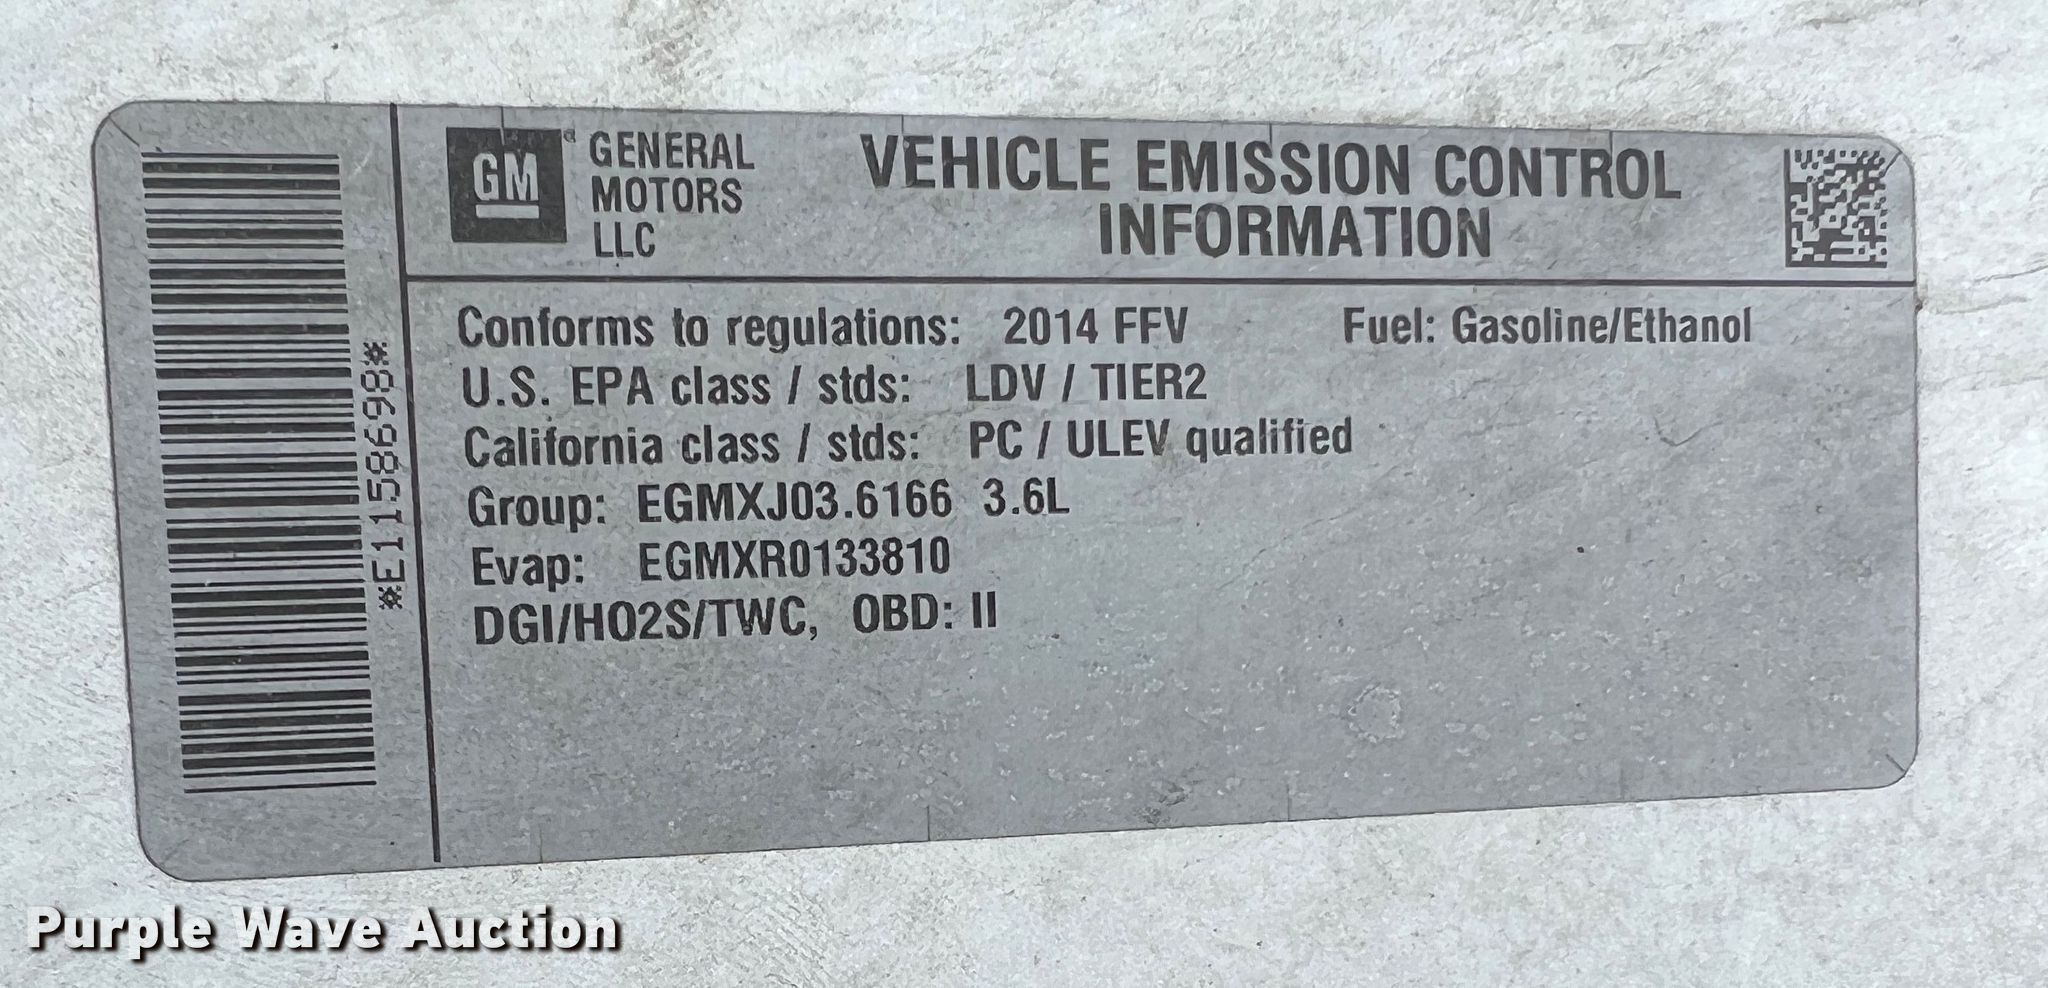 *E115869​8*
GM
GENERAL
MOTORS
LLC
VEHICLE EMISSION CONTROL
INFORMATION
Conforms to regulations: 2014 FFV Fuel: Gasoline/Ethanol
U.S. EPA class / stds: LDV / TIER2
California class / stds: PC / ULEV qualified
Group: EGMXJ03.6166 3.6L
Evap: EGMXR0133810
DGI/HO2S/TWC, OBD: II
Purple Wave Auction